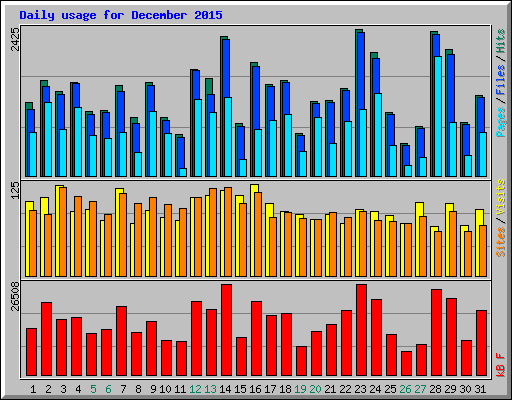 Daily usage for December 2015
2425
Pages / Files / Hits
125
Sites / Visits
26508
kB F
1 2 3 4 5 6 7 8 9 10 11 12 13 14 15 16 17 18 19 20 21 22 23 24 25 26 27 28 29 30 31